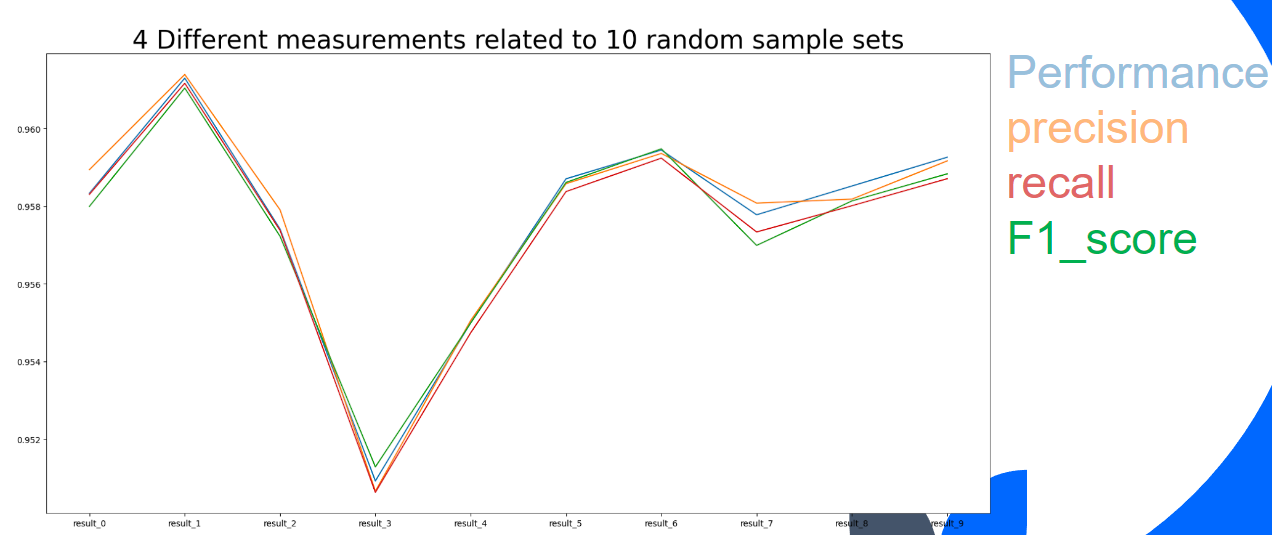 4 Different measurements related to 10 random sample sets
0.960
0.958
0.956
0.954
0.952
result_0 result_1 result_2 result_3 result_4 result_5 result_6 result_7 result_8 result_9
Performance
precision
recall
F1_score